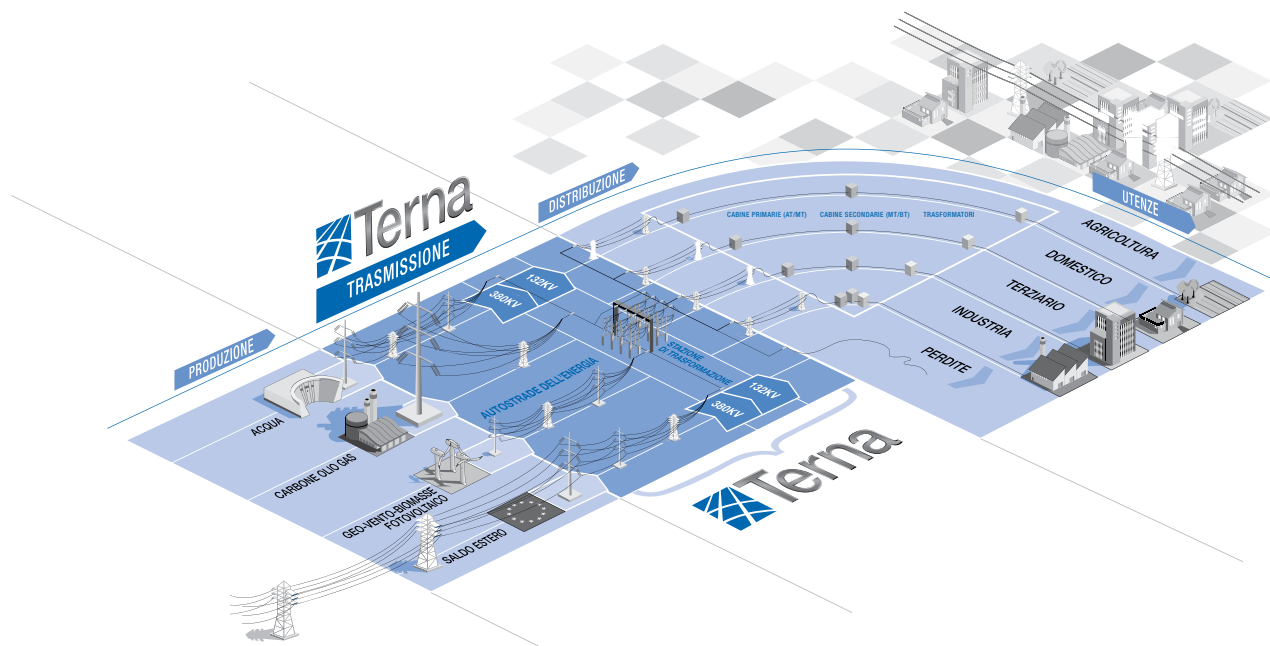 PRODUZIONE
Terna
TRASMISSIONE
DISTRIBUZIONE
UTENZE
CABINE PRIMARIE (AT/MT)
CABINE SECONDARIE (MT/BT)
TRASFORMATORI
AGRICOLTURA
DOMESTICO
TERZIARIO
INDUSTRIA
PERDITE
132KV
380KV
STAZIONE
DI TRASFORMAZIONE
AUTOSTRADE DELL'ENERGIA
132KV
380KV
ACQUA
CARBONE OLIO GAS
GEO-VENTO-BIOMASSE
FOTOVOLTAICO
SALDO ESTERO
Terna